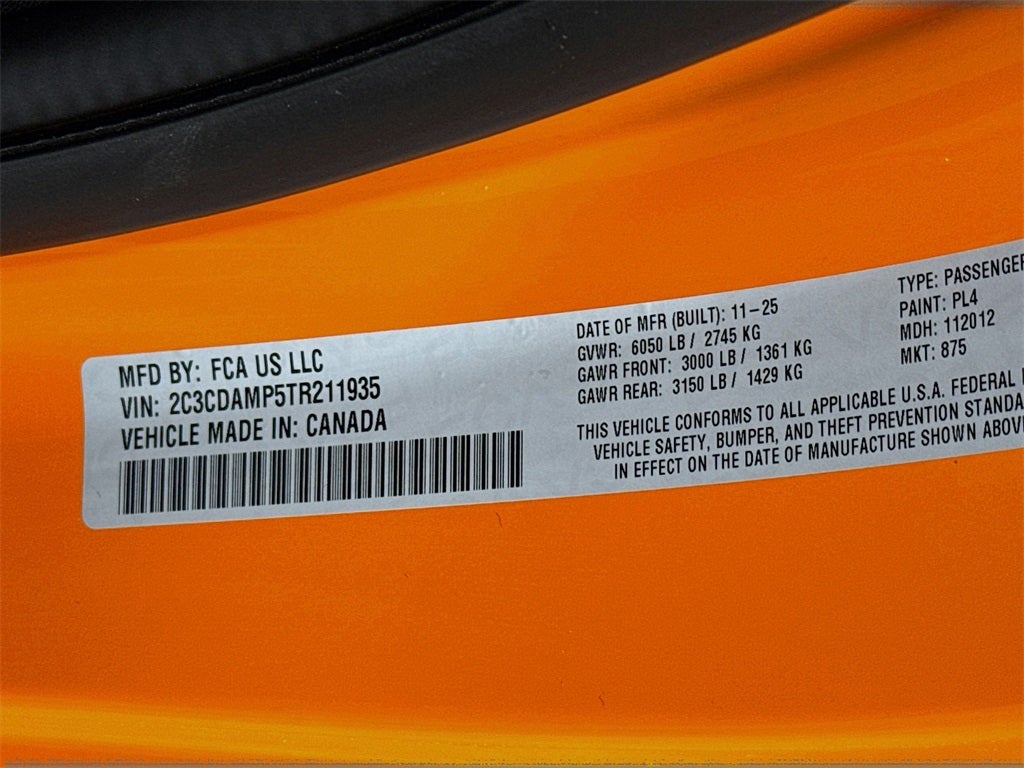 MFD BY: FCA US LLC
VIN: 2C3CDAMP5TR211935
VEHICLE MADE IN: CANADA
DATE OF MFR (BUILT): 11-25
GVWR: 6050 LB / 2745 KG
GAWR FRONT: 3000 LB / 1361 KG
GAWR REAR: 3150 LB / 1429 KG
TYPE: PASSENGER
PAINT: PL4
MDH: 112012
MKT: 875
THIS VEHICLE CONFORMS TO ALL APPLICABLE U.S.A. FEDERAL
VEHICLE SAFETY, BUMPER, AND THEFT PREVENTION STANDA
IN EFFECT ON THE DATE OF MANUFACTURE SHOWN ABOV